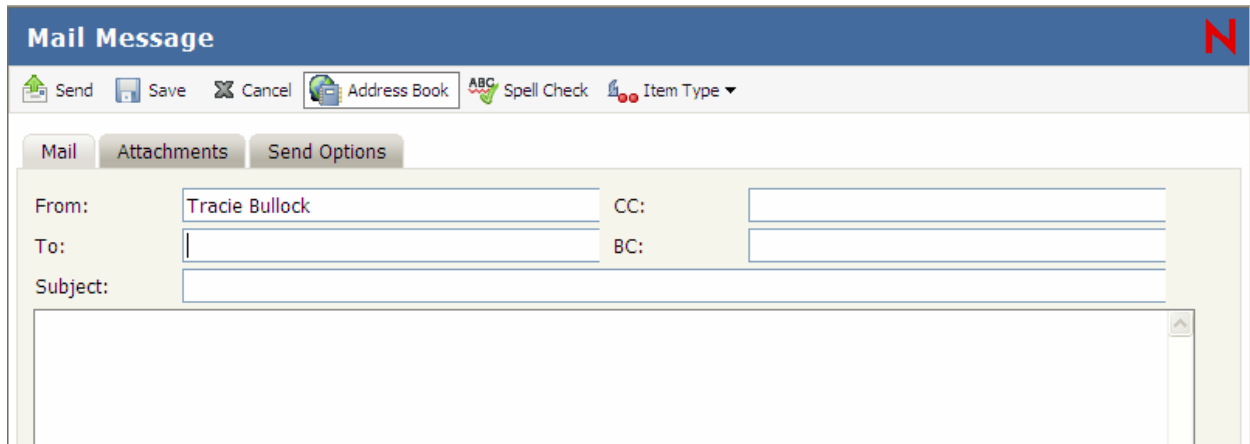 Mail Message N
Send Save Cancel Address Book ABC Spell Check Item Type
Mail Attachments Send Options
From: Tracie Bullock CC:
To: BC:
Subject: